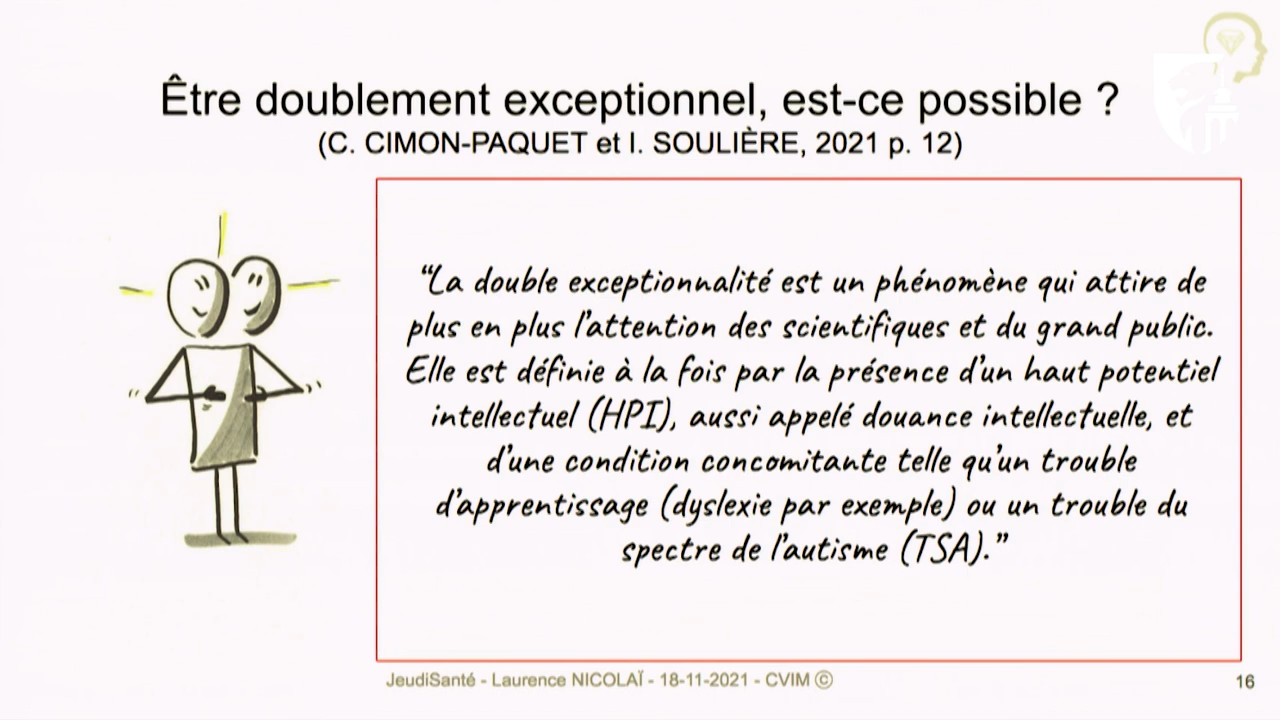 Être doublement exceptionnel, est-ce possible ?
(C. CIMON-PAQUET et I. SOULIÈRE, 2021 p. 12)
“La double exceptionnalité est un phénomène qui attire de
plus en plus l’attention des scientifiques et du grand public.
Elle est définie à la fois par la présence d’un haut potentiel
intellectuel (HPI), aussi appelé douance intellectuelle, et
d’une condition concomitante telle qu’un trouble
d’apprentissage (dyslexie par exemple) ou un trouble du
spectre de l’autisme (TSA).”
JeudiSanté - Laurence NICOLAÏ - 18-11-2021 - CVIM ©
16